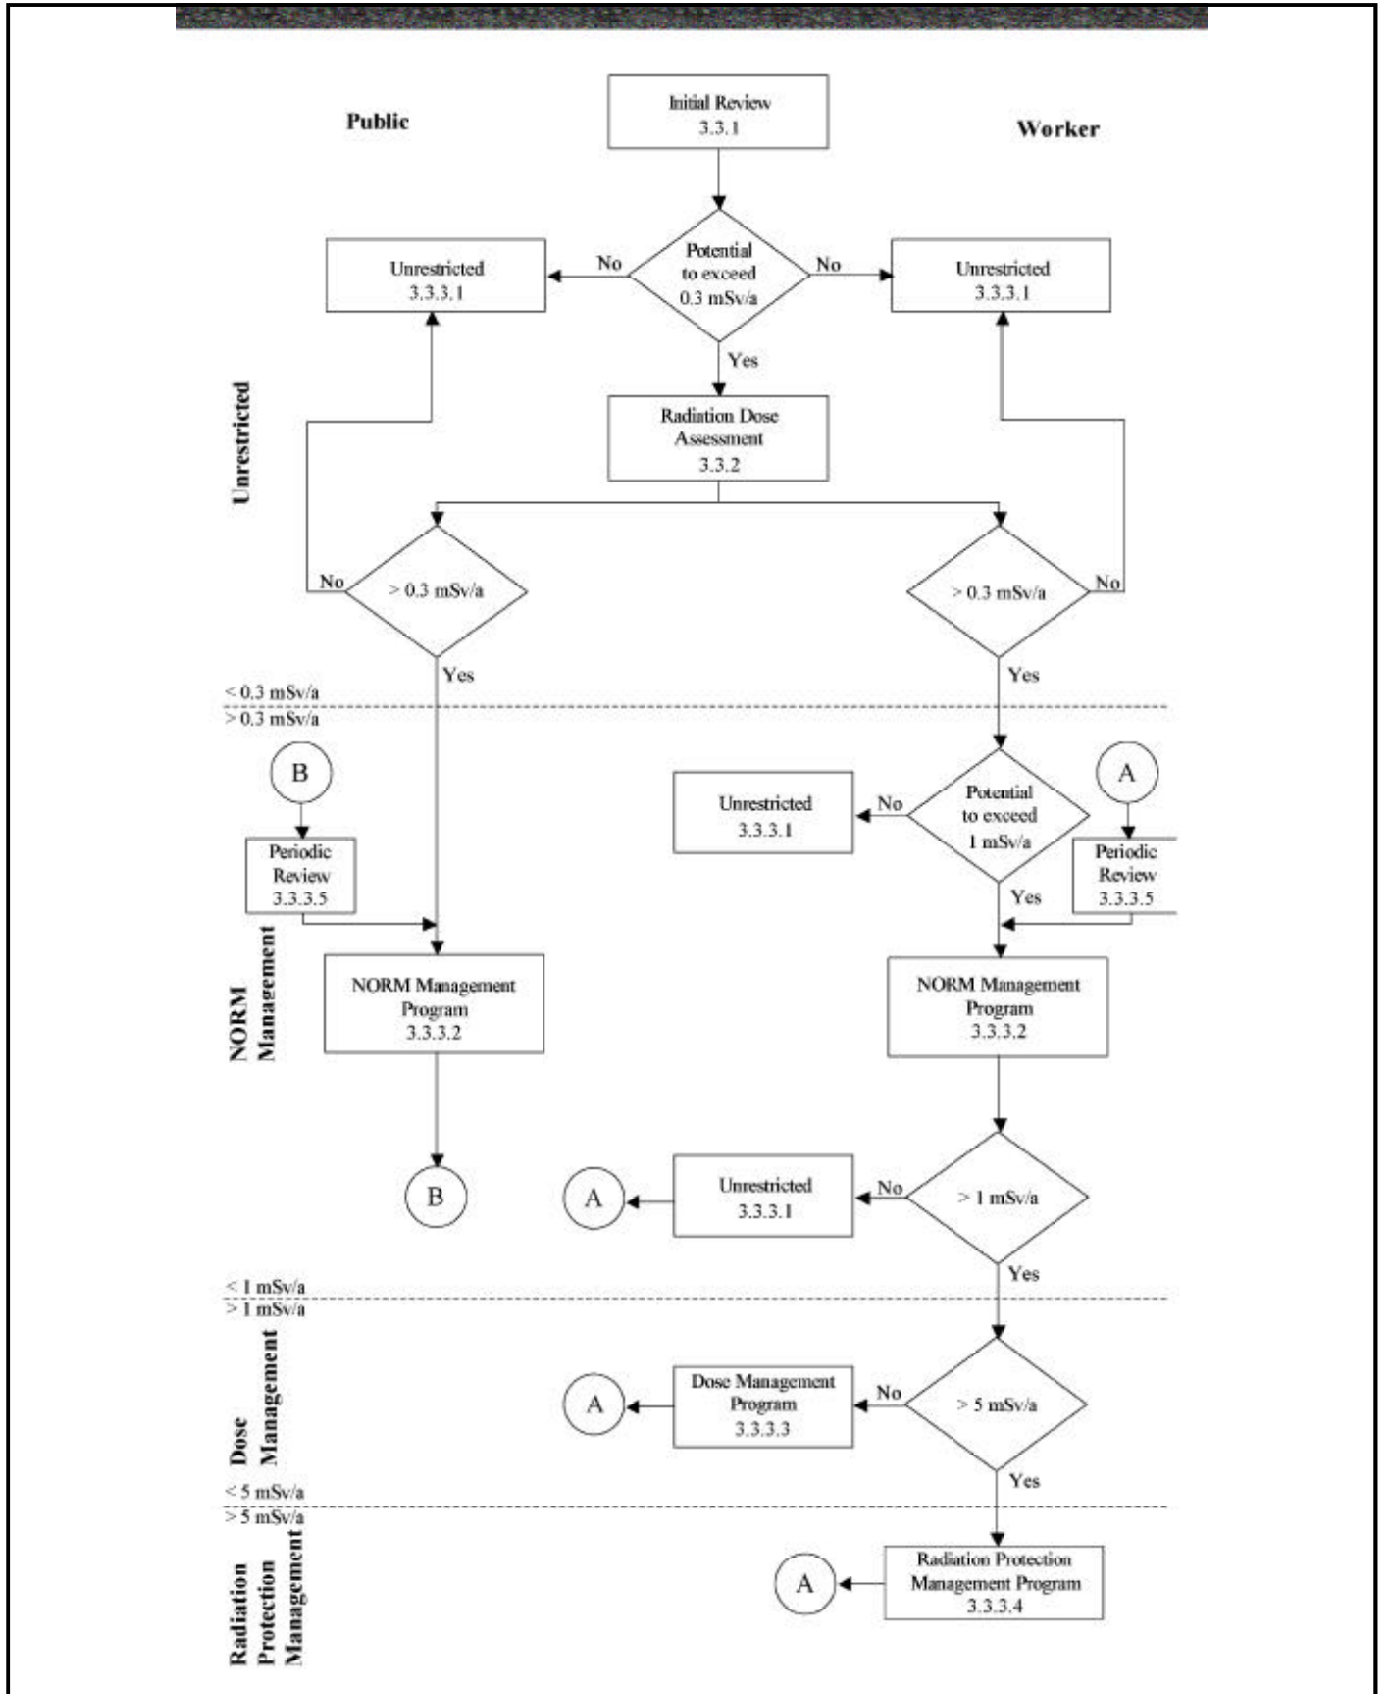 Initial Review
3.3.1
Public
Worker
Potential
to exceed
0.3 mSv/a
No
No
Unrestricted
3.3.3.1
Unrestricted
3.3.3.1
Yes
Radiation Dose
Assessment
3.3.2
Unrestricted
> 0.3 mSv/a
No
> 0.3 mSv/a
No
Yes
Yes
< 0.3 mSv/a
> 0.3 mSv/a
B
A
Potential
to exceed
1 mSv/a
No
Unrestricted
3.3.3.1
Periodic
Review
3.3.3.5
Periodic
Review
3.3.3.5
Yes
NORM
Management
NORM Management
Program
3.3.3.2
NORM Management
Program
3.3.3.2
B
A
Unrestricted
3.3.3.1
No
> 1 mSv/a
Yes
< 1 mSv/a
> 1 mSv/a
Dose
Management
A
Dose Management
Program
3.3.3.3
No
> 5 mSv/a
Yes
< 5 mSv/a
> 5 mSv/a
Radiation
Protection
Management
A
Radiation Protection
Management Program
3.3.3.4